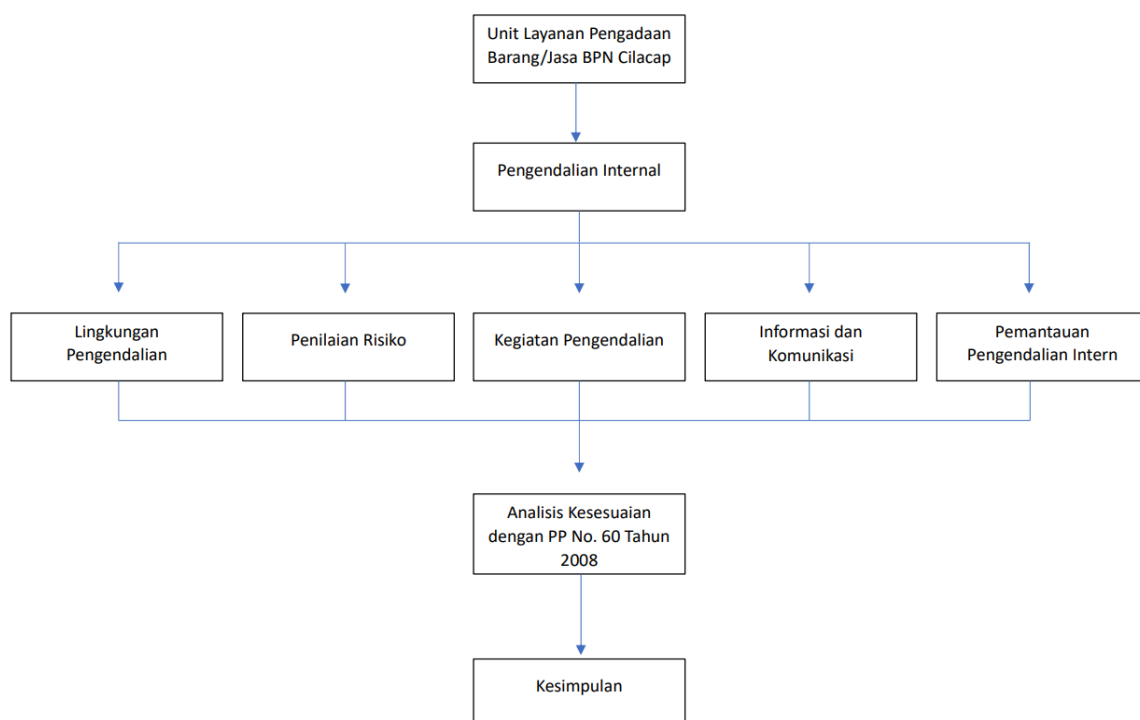 Unit Layanan Pengadaan
Barang/Jasa BPN Cilacap
Pengendalian Internal
Lingkungan
Pengendalian
Penilaian Risiko
Kegiatan Pengendalian
Informasi dan
Komunikasi
Pemantauan
Pengendalian Intern
Analisis Kesesuaian
dengan PP No. 60 Tahun
2008
Kesimpulan